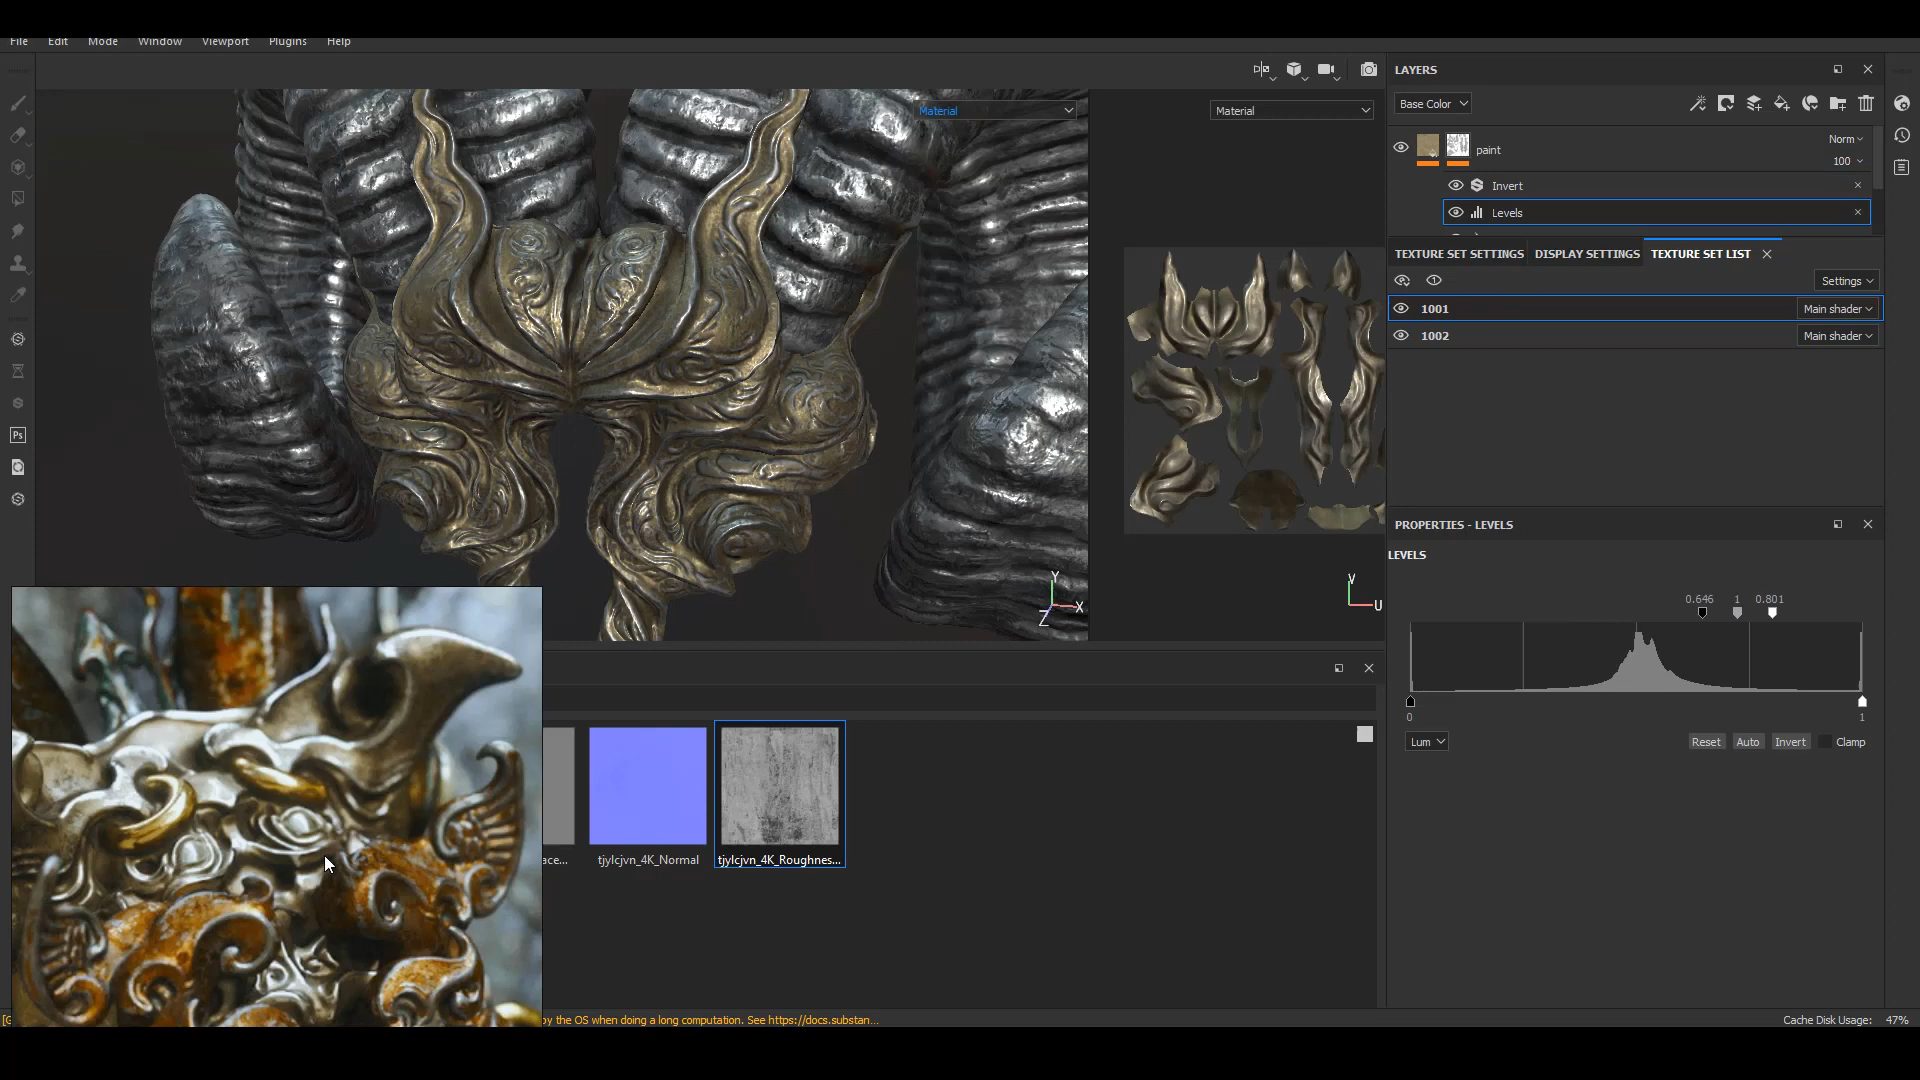 File Edit Mode Window Viewport Plugins Help
Material
Material
LAYERS
Base Color
Norm
100
paint
Invert
Levels
TEXTURE SET SETTINGS DISPLAY SETTINGS TEXTURE SET LIST
Settings
1001 Main shader
1002 Main shader
PROPERTIES - LEVELS
LEVELS
0.646 1 0.801
0 1
Lum Reset Auto Invert Clamp
Y
X
Z
V
U
Ps
ace... tjylcjvn_4K_Normal tjylcjvn_4K_Roughnes...
[G by the OS when doing a long computation. See https://docs.substan...
Cache Disk Usage: 47%